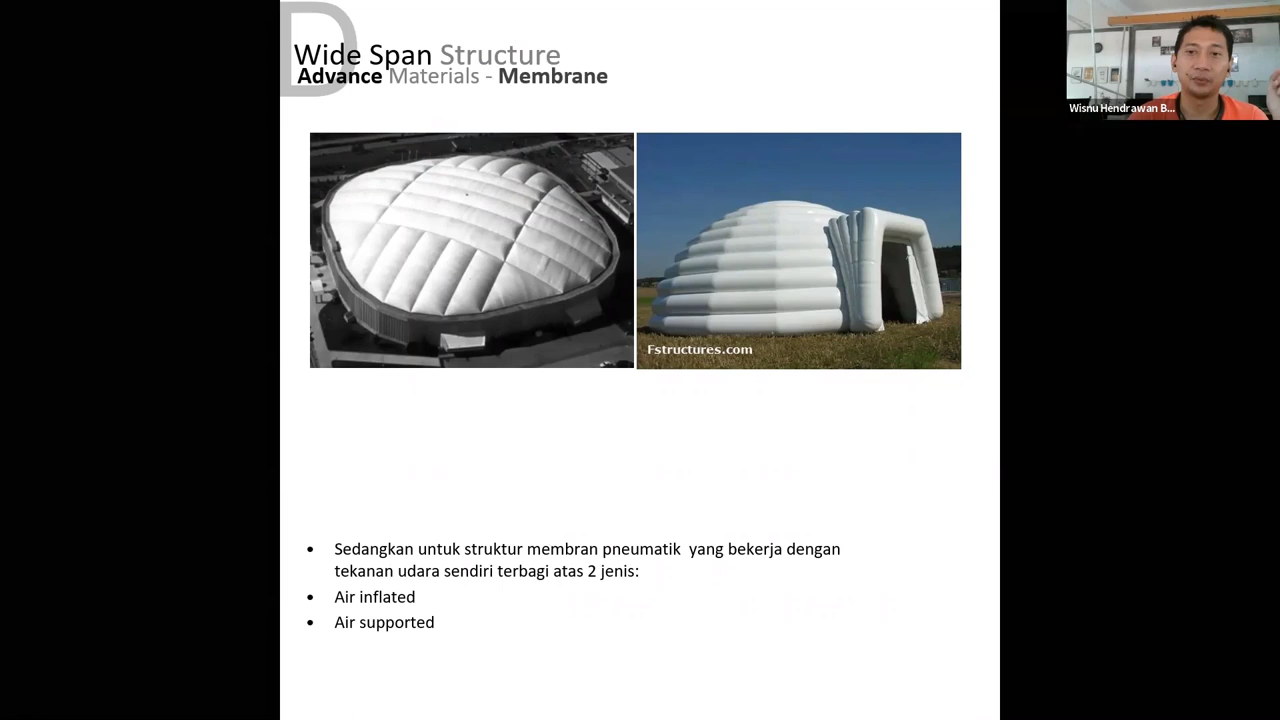 D
Wide Span Structure
Advance Materials - Membrane
Wisnu Hendrawan B...
Fstructures.com
• Sedangkan untuk struktur membran pneumatik yang bekerja dengan
tekanan udara sendiri terbagi atas 2 jenis:
• Air inflated
• Air supported